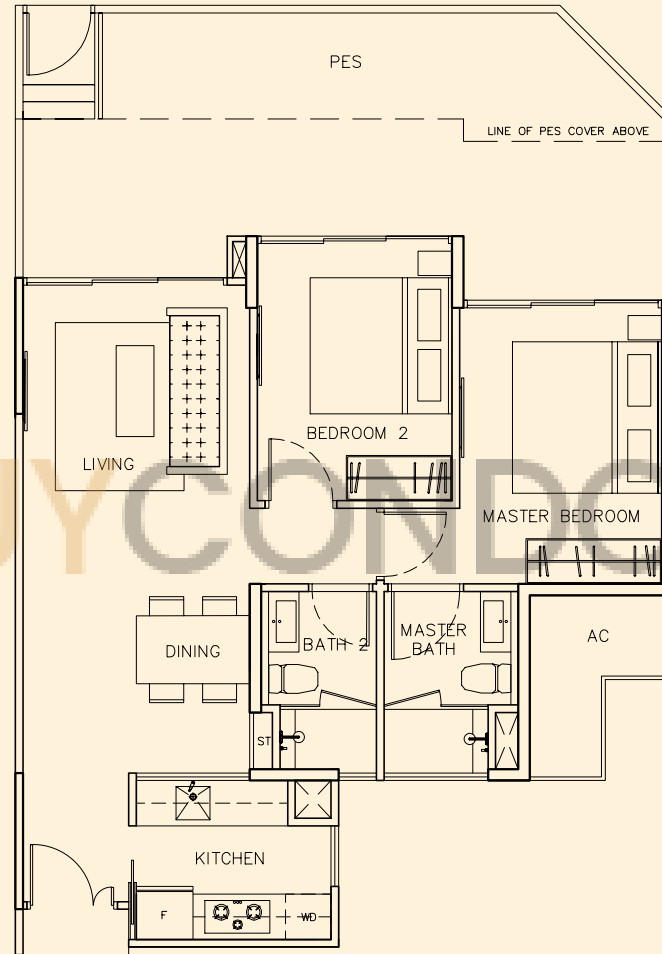 PES
LINE OF PES COVER ABOVE
BEDROOM 2
LIVING
UYCONDO
MASTER BEDROOM
AC
MASTER
BATH
BATH 2
DINING
ST
KITCHEN
F
WD